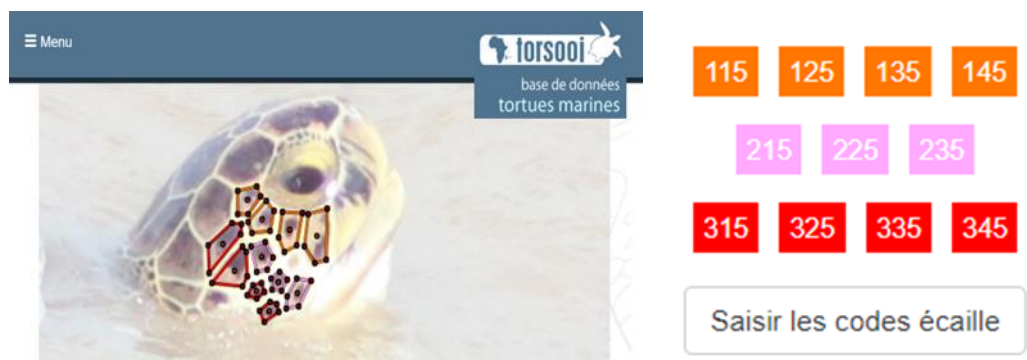 ☰ Menu
torsooi
base de données
tortues marines
115 125 135 145
215 225 235
315 325 335 345
Saisir les codes écaille